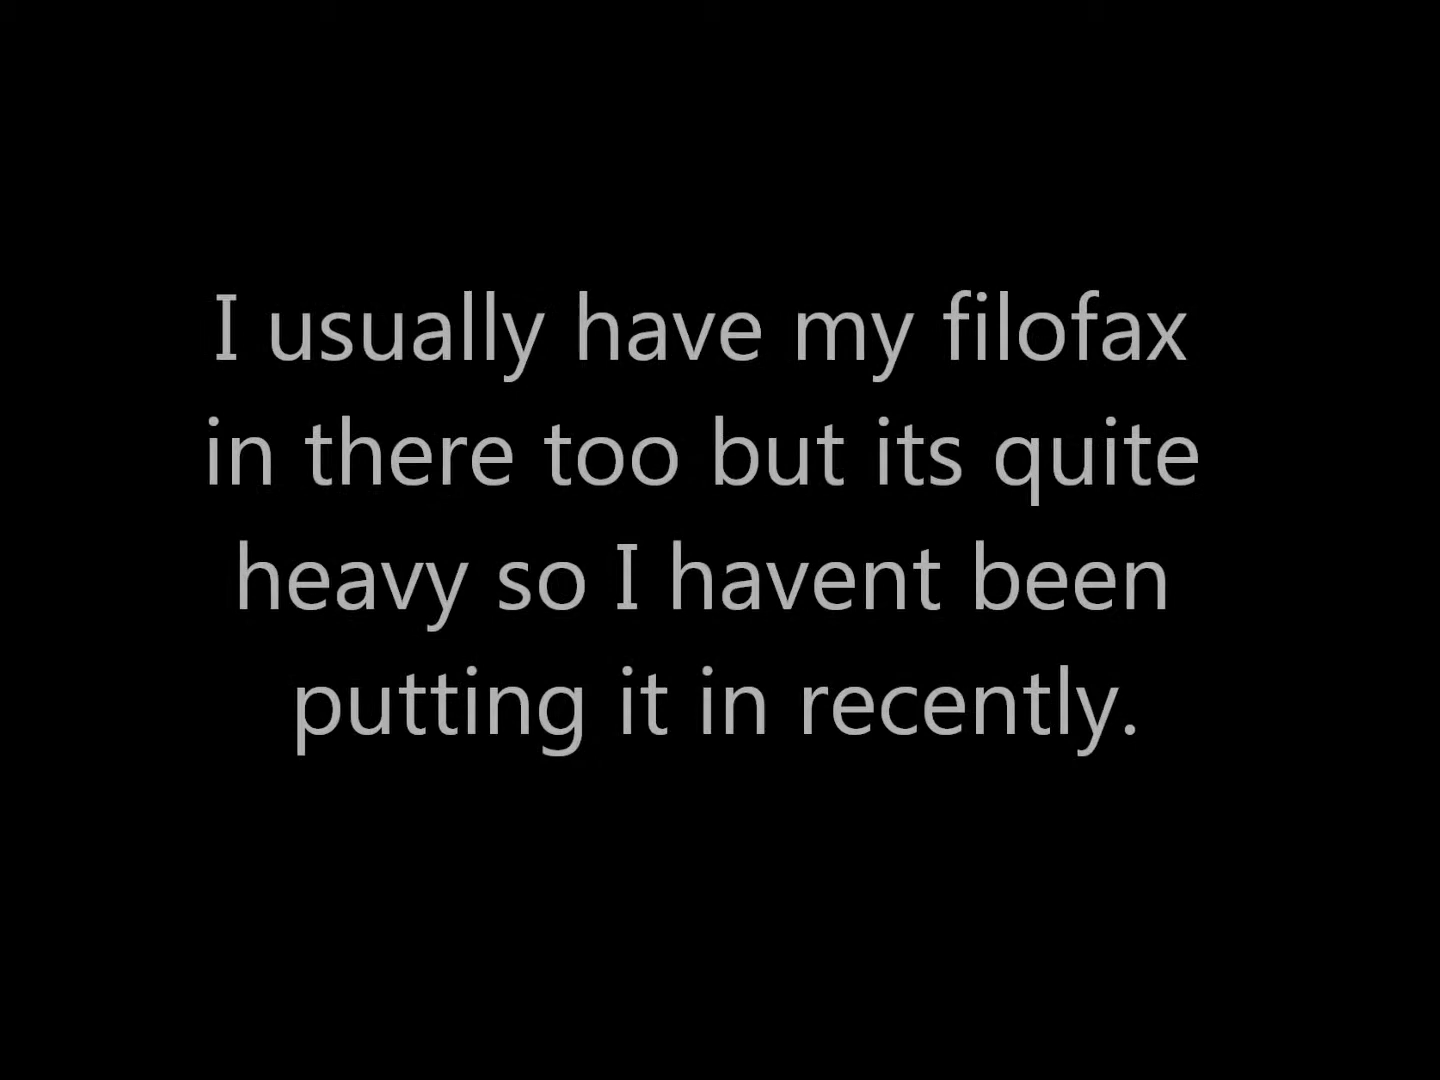 I usually have my filofax
in there too but its quite
heavy so I havent been
putting it in recently.